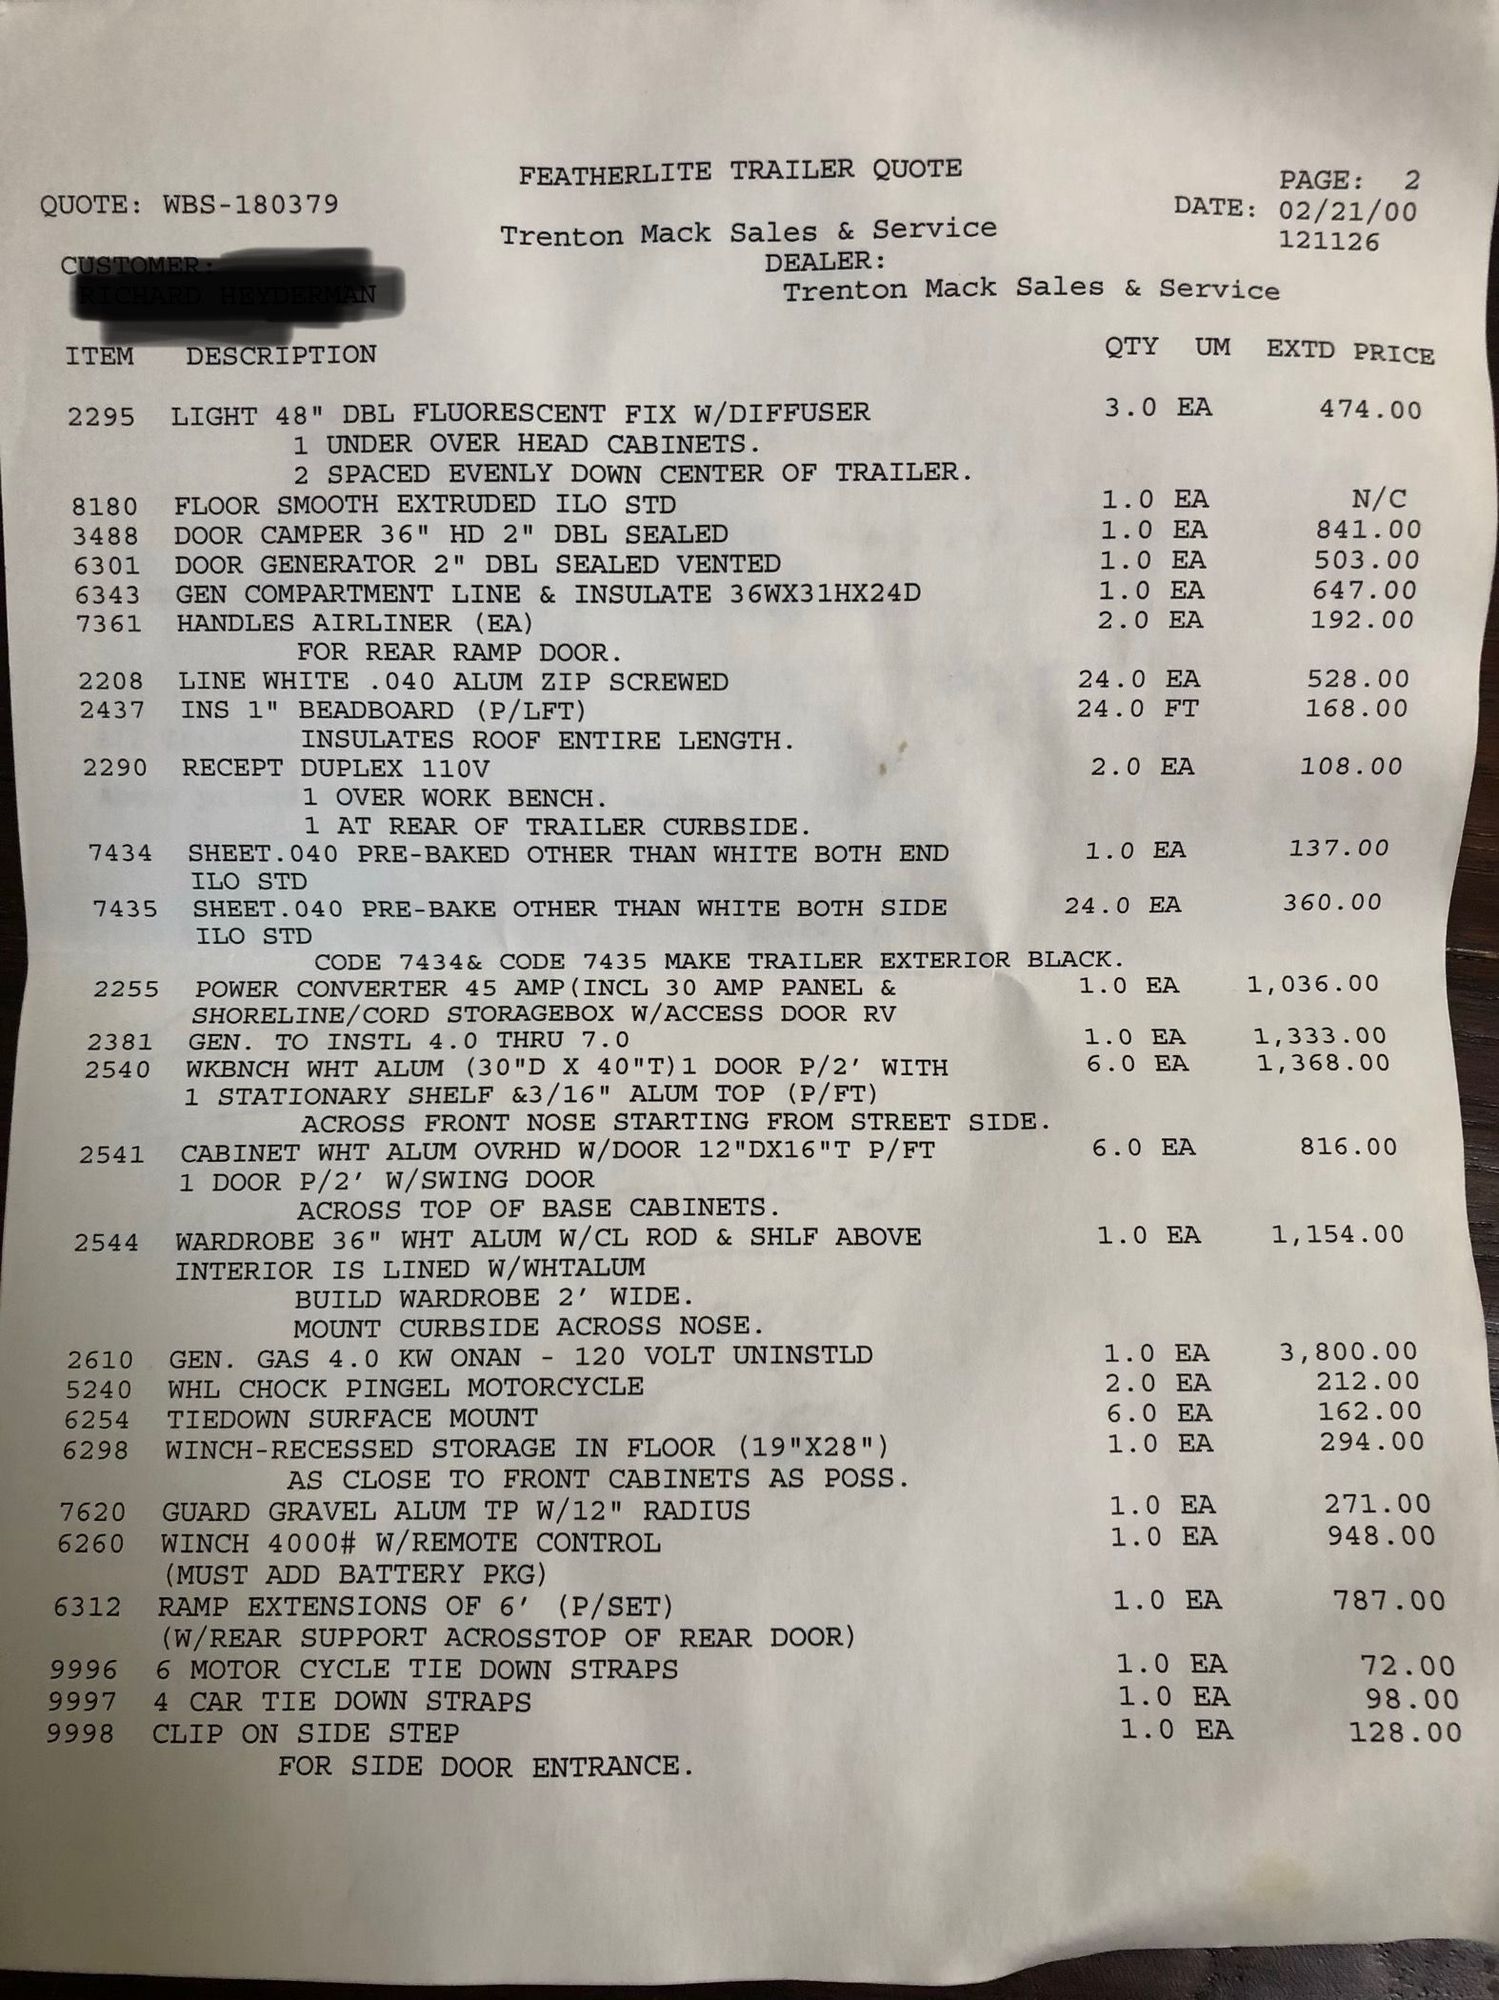 FEATHERLITE TRAILER QUOTE
PAGE: 2
QUOTE: WBS-180379
DATE: 02/21/00
Trenton Mack Sales & Service
121126
CUSTOMER:
DEALER:
Trenton Mack Sales & Service
ITEM DESCRIPTION QTY UM EXTD PRICE
2295 LIGHT 48" DBL FLUORESCENT FIX W/DIFFUSER 3.0 EA 474.00
1 UNDER OVER HEAD CABINETS.
2 SPACED EVENLY DOWN CENTER OF TRAILER.
8180 FLOOR SMOOTH EXTRUDED ILO STD 1.0 EA N/C
3488 DOOR CAMPER 36" HD 2" DBL SEALED 1.0 EA 841.00
6301 DOOR GENERATOR 2" DBL SEALED VENTED 1.0 EA 503.00
6343 GEN COMPARTMENT LINE & INSULATE 36WX31HX24D 1.0 EA 647.00
7361 HANDLES AIRLINER (EA) 2.0 EA 192.00
FOR REAR RAMP DOOR.
2208 LINE WHITE .040 ALUM ZIP SCREWED 24.0 EA 528.00
2437 INS 1" BEADBOARD (P/LFT) 24.0 FT 168.00
INSULATES ROOF ENTIRE LENGTH.
2290 RECEPT DUPLEX 110V 2.0 EA 108.00
1 OVER WORK BENCH.
1 AT REAR OF TRAILER CURBSIDE.
7434 SHEET.040 PRE-BAKED OTHER THAN WHITE BOTH END 1.0 EA 137.00
ILO STD
7435 SHEET.040 PRE-BAKE OTHER THAN WHITE BOTH SIDE 24.0 EA 360.00
ILO STD
CODE 7434& CODE 7435 MAKE TRAILER EXTERIOR BLACK.
2255 POWER CONVERTER 45 AMP(INCL 30 AMP PANEL & 1.0 EA 1,036.00
SHORELINE/CORD STORAGEBOX W/ACCESS DOOR RV
2381 GEN. TO INSTL 4.0 THRU 7.0 1.0 EA 1,333.00
2540 WKBNCH WHT ALUM (30"D X 40"T)1 DOOR P/2' WITH 6.0 EA 1,368.00
1 STATIONARY SHELF &3/16" ALUM TOP (P/FT)
ACROSS FRONT NOSE STARTING FROM STREET SIDE.
2541 CABINET WHT ALUM OVRHD W/DOOR 12"DX16"T P/FT 6.0 EA 816.00
1 DOOR P/2' W/SWING DOOR
ACROSS TOP OF BASE CABINETS.
2544 WARDROBE 36" WHT ALUM W/CL ROD & SHLF ABOVE 1.0 EA 1,154.00
INTERIOR IS LINED W/WHTALUM
BUILD WARDROBE 2' WIDE.
MOUNT CURBSIDE ACROSS NOSE.
2610 GEN. GAS 4.0 KW ONAN - 120 VOLT UNINSTLD 1.0 EA 3,800.00
5240 WHL CHOCK PINGEL MOTORCYCLE 2.0 EA 212.00
6254 TIEDOWN SURFACE MOUNT 6.0 EA 162.00
6298 WINCH-RECESSED STORAGE IN FLOOR (19"X28") 1.0 EA 294.00
AS CLOSE TO FRONT CABINETS AS POSS.
7620 GUARD GRAVEL ALUM TP W/12" RADIUS 1.0 EA 271.00
6260 WINCH 4000# W/REMOTE CONTROL 1.0 EA 948.00
(MUST ADD BATTERY PKG)
6312 RAMP EXTENSIONS OF 6' (P/SET) 1.0 EA 787.00
(W/REAR SUPPORT ACROSSTOP OF REAR DOOR)
9996 6 MOTOR CYCLE TIE DOWN STRAPS 1.0 EA 72.00
9997 4 CAR TIE DOWN STRAPS 1.0 EA 98.00
9998 CLIP ON SIDE STEP 1.0 EA 128.00
FOR SIDE DOOR ENTRANCE.